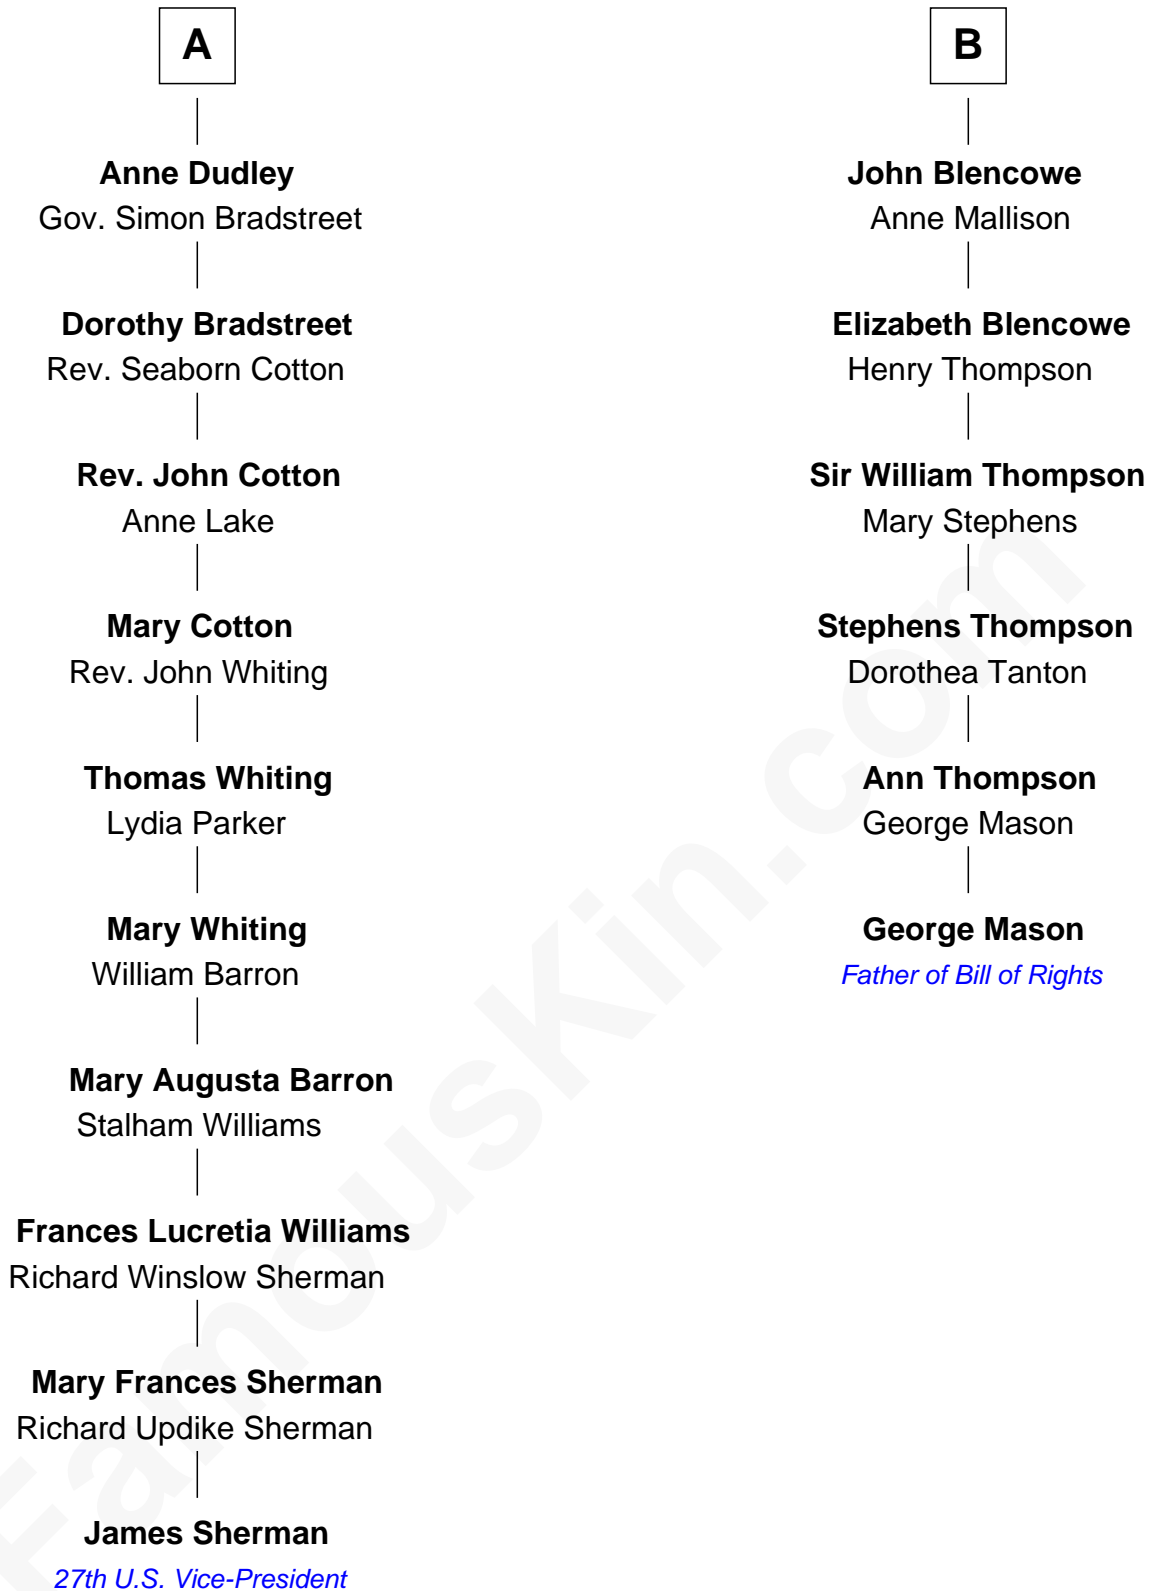 A
Anne Dudley
Gov. Simon Bradstreet
Dorothy Bradstreet
Rev. Seaborn Cotton
Rev. John Cotton
Anne Lake
Mary Cotton
Rev. John Whiting
Thomas Whiting
Lydia Parker
Mary Whiting
William Barron
Mary Augusta Barron
Stalham Williams
Frances Lucretia Williams
Richard Winslow Sherman
Mary Frances Sherman
Richard Updike Sherman
James Sherman
27th U.S. Vice-President
B
John Blencowe
Anne Mallison
Elizabeth Blencowe
Henry Thompson
Sir William Thompson
Mary Stephens
Stephens Thompson
Dorothea Tanton
Ann Thompson
George Mason
George Mason
Father of Bill of Rights
FamousKin.com